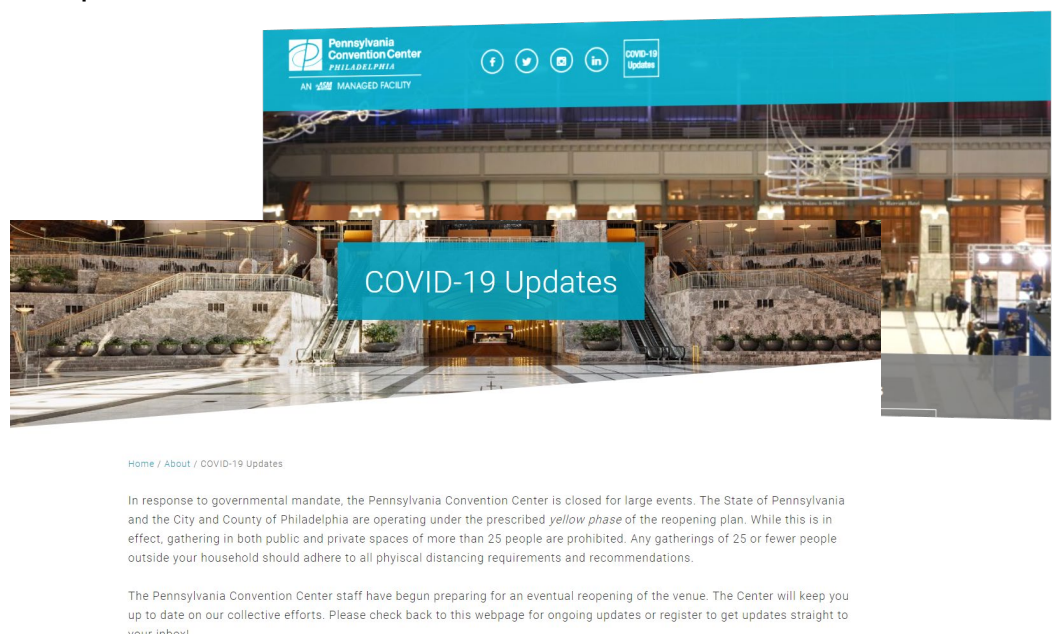 Pennsylvania
Convention Center
PHILADELPHIA
AN ASM MANAGED FACILITY
COVID-19
Updates
COVID-19 Updates
Home / About / COVID-19 Updates
In response to governmental mandate, the Pennsylvania Convention Center is closed for large events. The State of Pennsylvania
and the City and County of Philadelphia are operating under the prescribed yellow phase of the reopening plan. While this is in
effect, gathering in both public and private spaces of more than 25 people are prohibited. Any gatherings of 25 or fewer people
outside your household should adhere to all phyiscal distancing requirements and recommendations.
The Pennsylvania Convention Center staff have begun preparing for an eventual reopening of the venue. The Center will keep you
up to date on our collective efforts. Please check back to this webpage for ongoing updates or register to get updates straight to
your inbox!